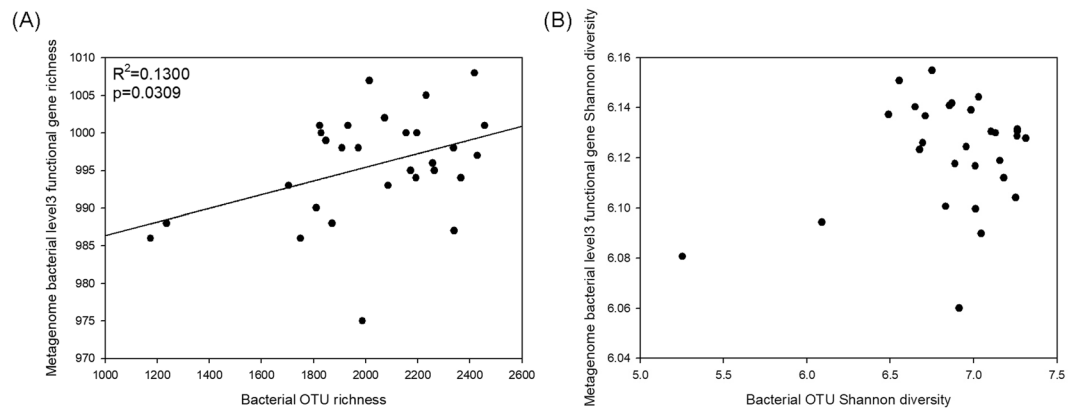 (A)
Metagenome bacterial level3 functional gene richness
1010
1005
1000
995
990
985
980
975
970
R²=0.1300
p=0.0309
1000 1200 1400 1600 1800 2000 2200 2400 2600
Bacterial OTU richness
(B)
Metagenome bacterial level3 functional gene Shannon diversity
6.16
6.14
6.12
6.10
6.08
6.06
6.04
5.0 5.5 6.0 6.5 7.0 7.5
Bacterial OTU Shannon diversity